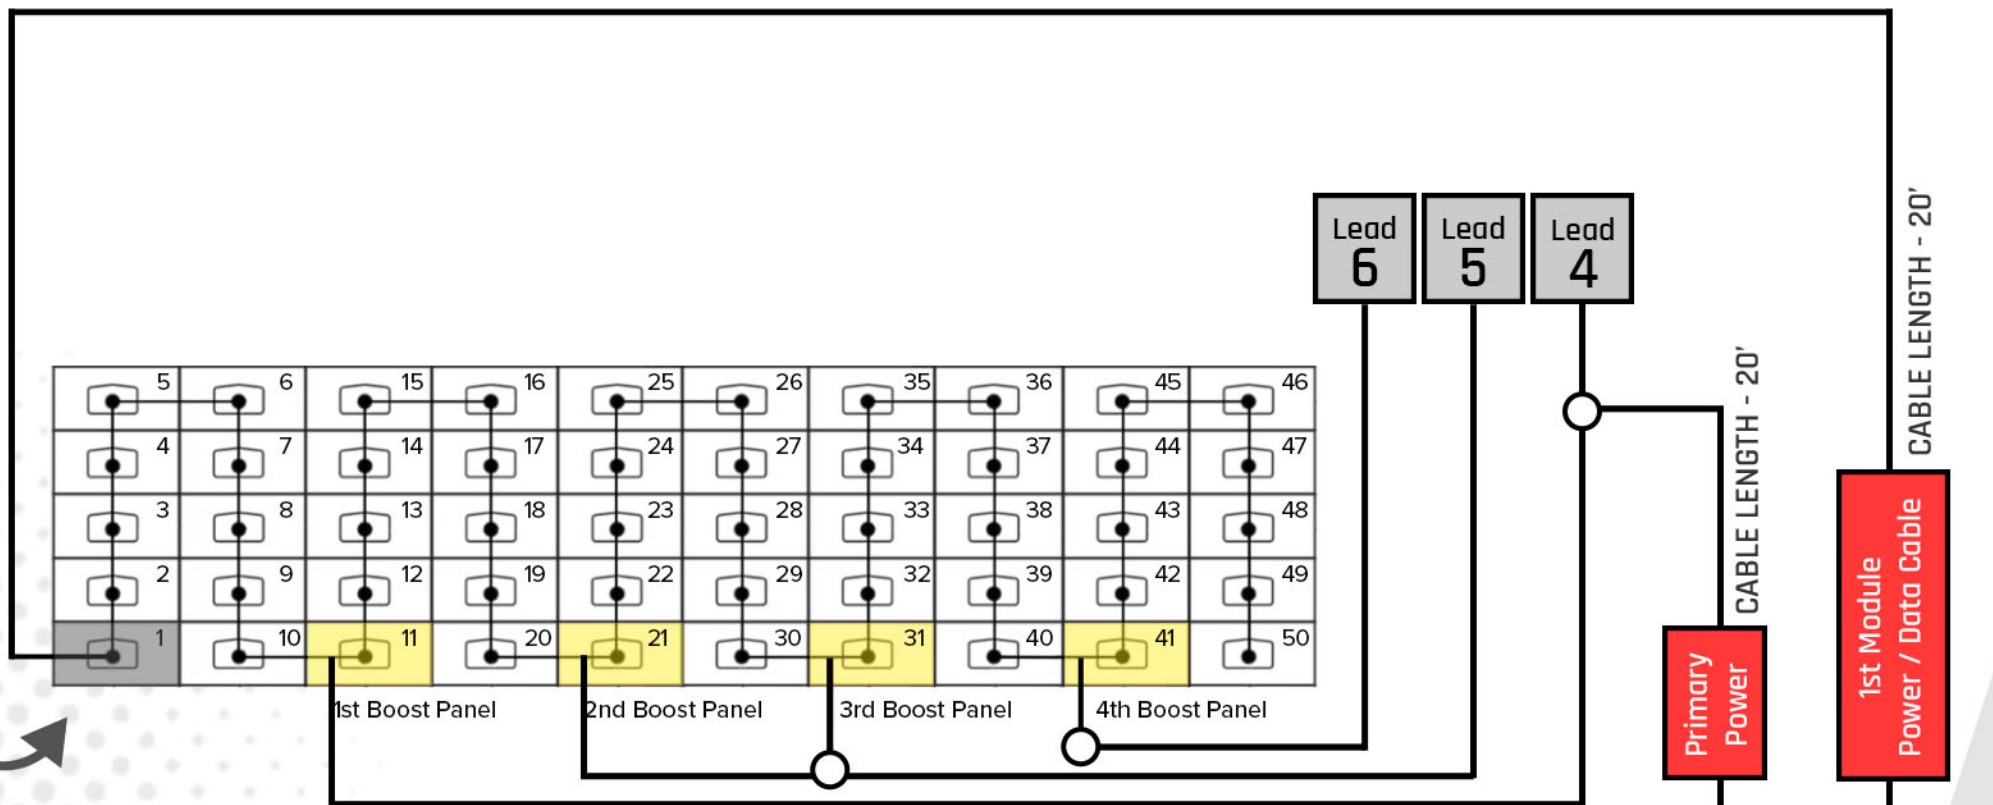 Lead
6
Lead
5
Lead
4
CABLE LENGTH - 20'
CABLE LENGTH - 20'
5 6 15 16 25 26 35 36 45 46
4 7 14 17 24 27 34 37 44 47
3 8 13 18 23 28 33 38 43 48
2 9 12 19 22 29 32 39 42 49
1 10 11 20 21 30 31 40 41 50
1st Boost Panel
2nd Boost Panel
3rd Boost Panel
4th Boost Panel
Primary
Power
1st Module
Power / Data Cable